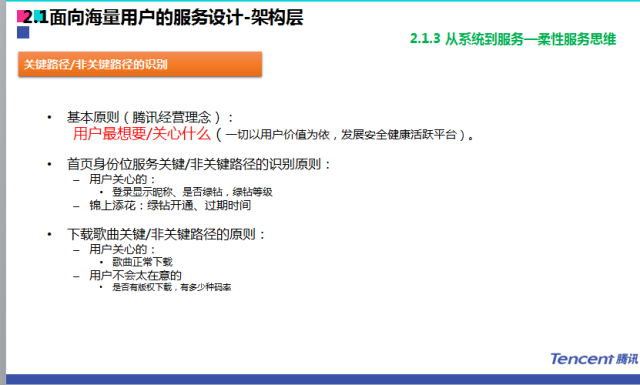 2.1面向海量用户的服务设计-架构层
2.1.3 从系统到服务—柔性服务思维
关键路径/非关键路径的识别
• 基本原则（腾讯经营理念）：
用户最想要/关心什么（一切以用户价值为依，发展安全健康活跃平台）。
• 首页身份位服务关键/非关键路径的识别原则：
– 用户关心的：
• 登录显示昵称、是否绿钻，绿钻等级
– 锦上添花：绿钻开通、过期时间
• 下载歌曲关键/非关键路径的原则：
– 用户关心的：
• 歌曲正常下载
– 用户不会太在意的
• 是否有版权下载，有多少种码率
Tencent 腾讯